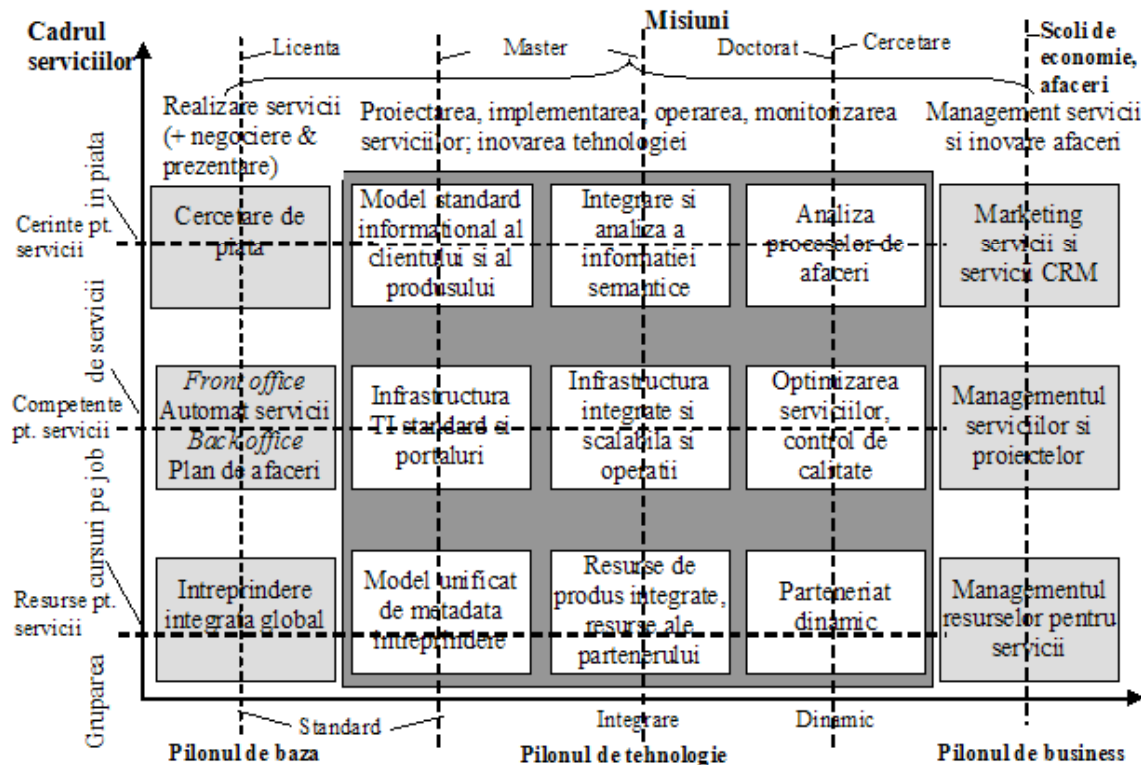 Misiuni
Cadrul
serviciilor
Licenta
Master
Doctorat
Cercetare
Scoli de
economie,
afaceri
Realizare servicii
(+ negociere &
prezentare)
Proiectarea, implementarea, operarea, monitorizarea
serviciilor; inovarea tehnologiei
Management servicii
si inovare afaceri
Cerinte pt.
servicii
Cercetare de
piata
Model standard
informational al
clientului si al
produsului
Integrare si
analiza a
informatiei
semantice
Analiza
proceselor de
afaceri
Marketing
servicii si
servicii CRM
Competente
pt. servicii
Front office
Automat servicii
Back office
Plan de afaceri
Infrastructura
TI standard si
portaluri
Infrastructura
integrate si
scalabila si
operatii
Optimizarea
serviciilor,
control de
calitate
Managementul
serviciilor si
proiectelor
Resurse pt.
servicii
Intreprindere
integrata global
Model unificat
de metadata
intreprindere
Resurse de
produs integrate,
resurse ale
partenerului
Parteneriat
dinamic
Managementul
resurselor pentru
servicii
Gruparea cursuri pe job de servicii in piata
Standard
Integrare
Dinamic
Pilonul de baza
Pilonul de tehnologie
Pilonul de business